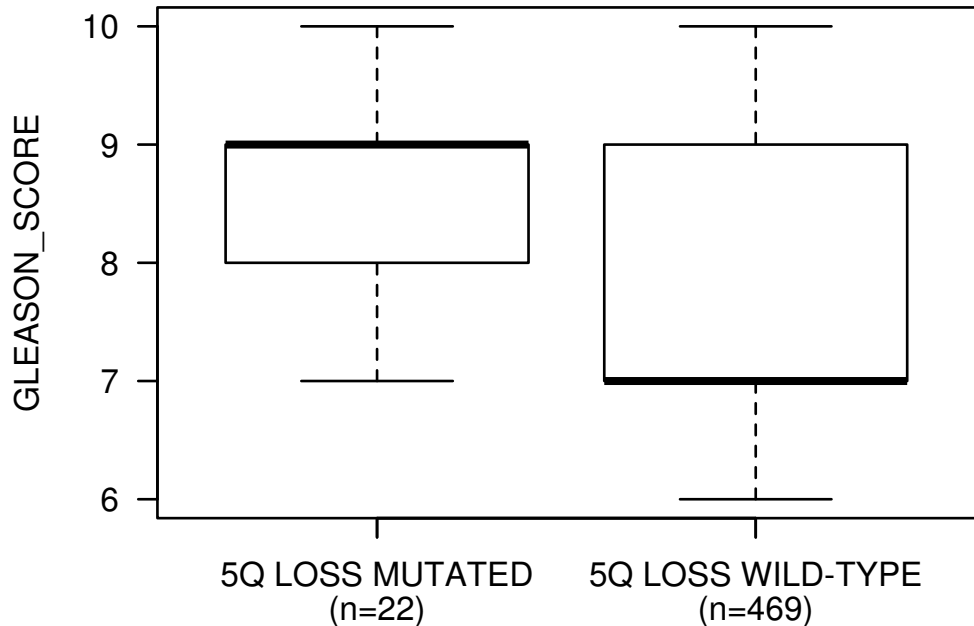 GLEASON_SCORE
10
9
8
7
6
5Q LOSS MUTATED
(n=22)
5Q LOSS WILD-TYPE
(n=469)